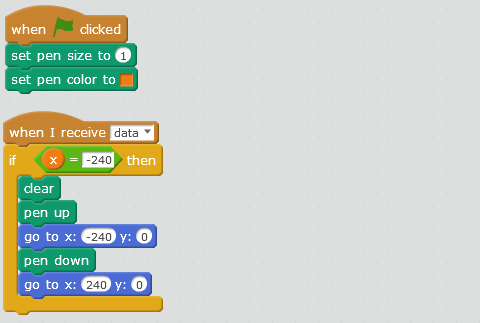 when clicked
set pen size to 1
set pen color to
when I receive data
if x = -240 then
clear
pen up
go to x: -240 y: 0
pen down
go to x: 240 y: 0